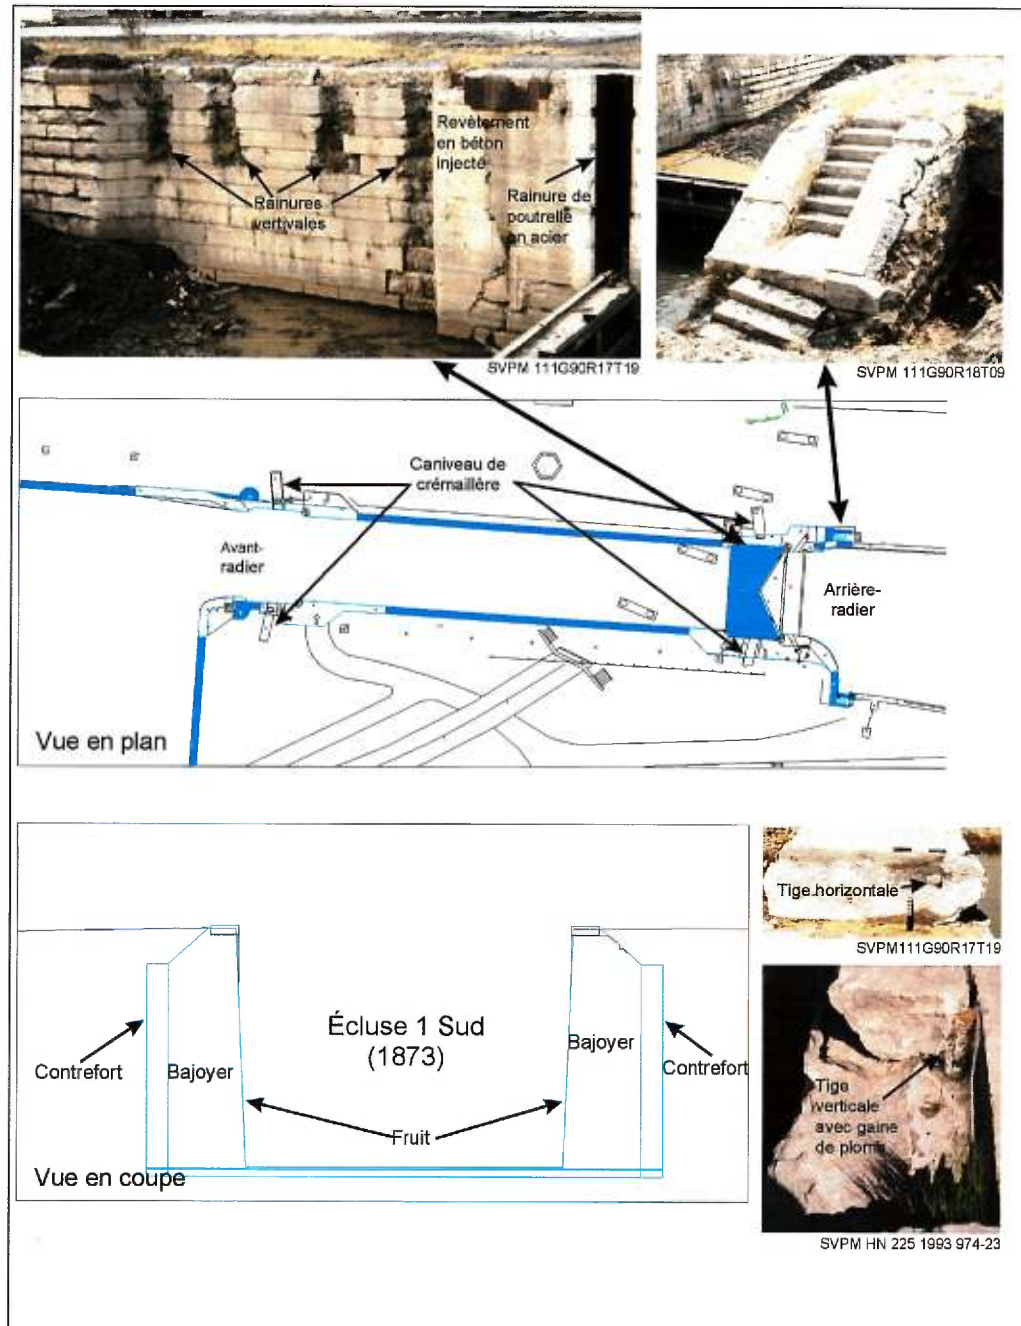 Revètement
en béton
injecté
Rainures
vertivales
Rainure de
poutrelle
en acier
SVPM 111G90R17T19
SVPM 111G90R18T09
Caniveau de
crémaillère
Avant-
radier
Arrière-
radier
Vue en plan
Écluse 1 Sud
(1873)
Contrefort
Bajoyer
Bajoyer
Contrefort
Fruit
Vue en coupe
Tige horizontale
SVPM111G90R17T19
Tige
verticale
avec gaine
de plomb
SVPM HN 225 1993 974-23